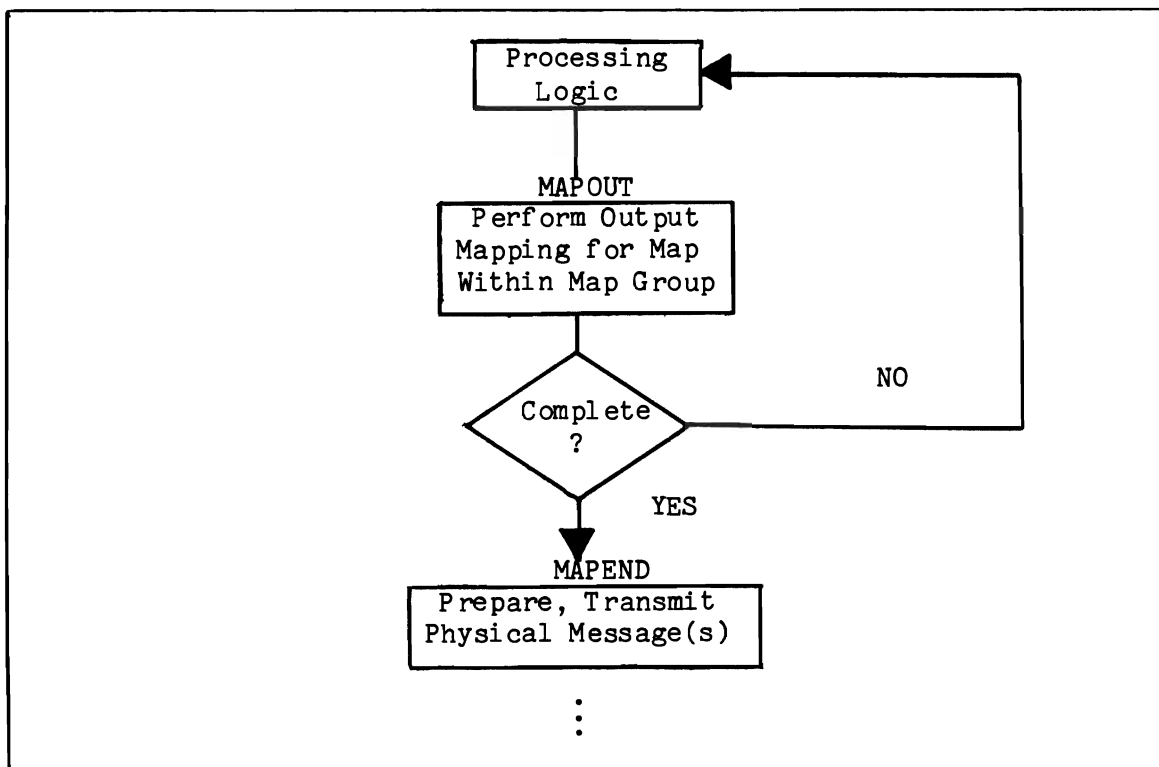 Processing
Logic
MAPOUT
Perform Output
Mapping for Map
Within Map Group
Complete
?
NO
YES
MAPEND
Prepare, Transmit
Physical Message(s)